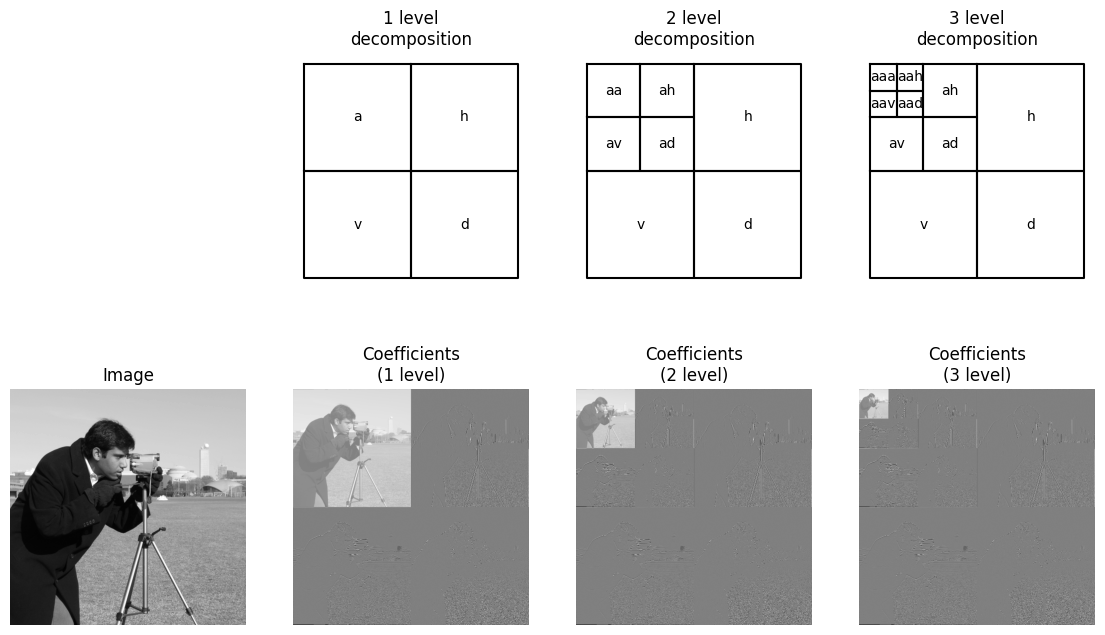 1 level
decomposition
2 level
decomposition
3 level
decomposition
a
h
v
d
aa
ah
av
ad
h
v
d
aaa
aah
aav
aad
ah
av
ad
h
v
d
Image
Coefficients
(1 level)
Coefficients
(2 level)
Coefficients
(3 level)